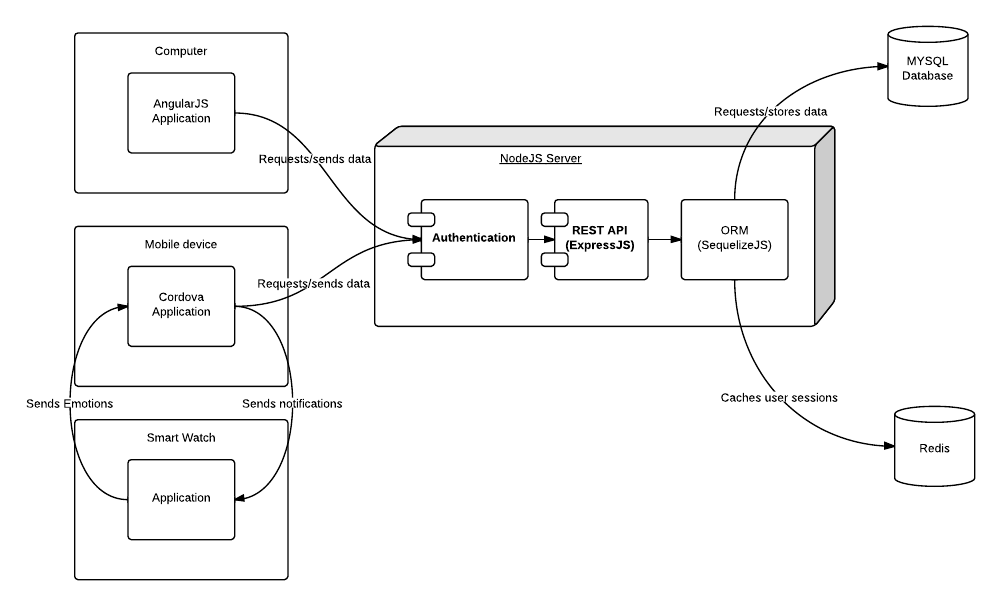 Computer
AngularJS
Application
Requests/sends data
Mobile device
Cordova
Application
Requests/sends data
Sends Emotions
Sends notifications
Smart Watch
Application
NodeJS Server
Authentication
REST API
(ExpressJS)
ORM
(SequelizeJS)
Requests/stores data
MYSQL
Database
Caches user sessions
Redis